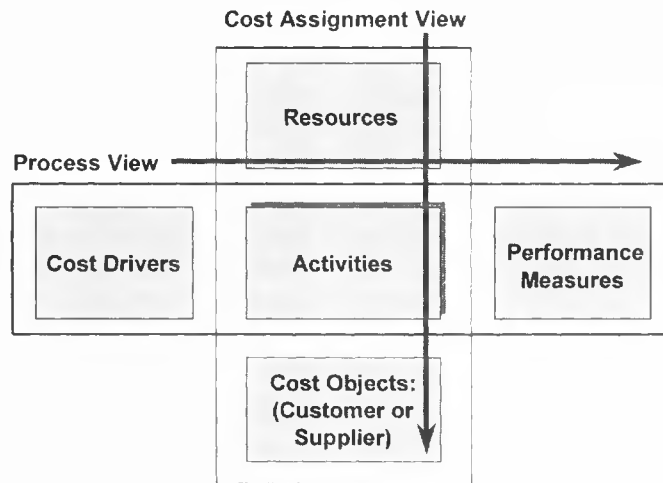 Cost Assignment View
Resources
Process View
Cost Drivers
Activities
Performance
Measures
Cost Objects:
(Customer or
Supplier)